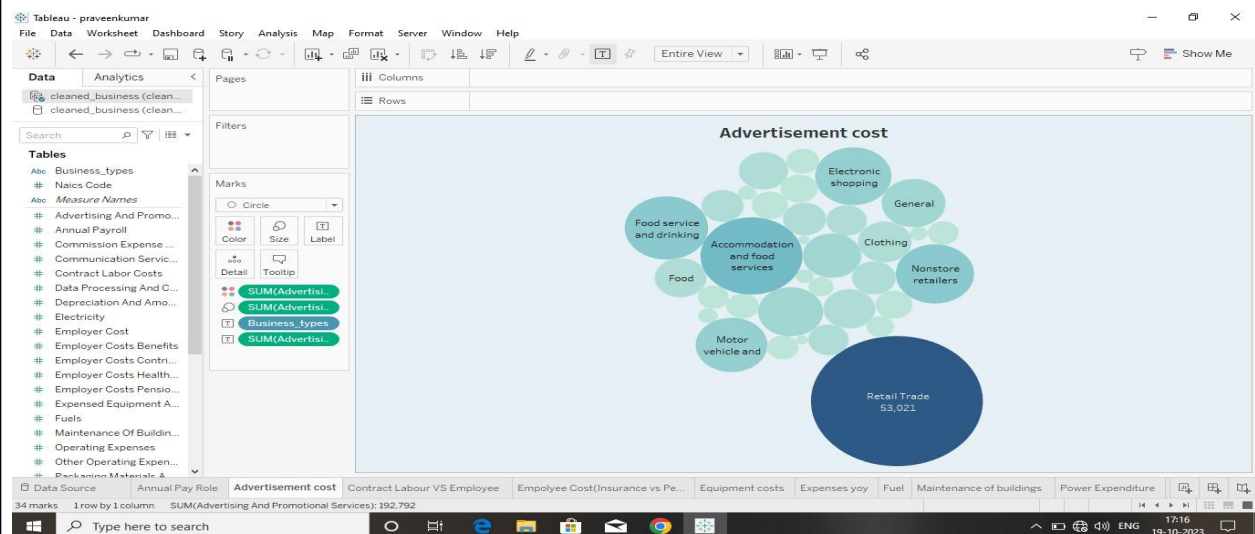 Tableau - praveenkumar
File Data Worksheet Dashboard Story Analysis Map Format Server Window Help
Entire View
Show Me
Data Analytics
cleaned_business (clean...
cleaned_business (clean...
Search
Tables
Abc Business_types
# Naics Code
Abc Measure Names
# Advertising And Promo...
# Annual Payroll
# Commission Expense ...
# Communication Servic...
# Contract Labor Costs
# Data Processing And C...
# Depreciation And Amo...
# Electricity
# Employer Cost
# Employer Costs Benefits
# Employer Costs Contri...
# Employer Costs Health...
# Employer Costs Pensio...
# Expensed Equipment A...
# Fuels
# Maintenance Of Buildin...
# Operating Expenses
# Other Operating Expen...
# Packaging Materials A...
Pages
Filters
Marks
Circle
Color Size Label
Detail Tooltip
SUM(Advertisi..
SUM(Advertisi..
Business_types
SUM(Advertisi..
Columns
Rows
Advertisement cost
Electronic
shopping
General
Food service
and drinking
Clothing
Accommodation
and food
services
Nonstore
retailers
Food
Motor
vehicle and
Retail Trade
53,021
Data Source Annual Pay Role Advertisement cost Contract Labour VS Employee Empolyee Cost(Insurance vs Pe... Equipment costs Expenses yoy Fuel Maintenance of buildings Power Expenditure
34 marks 1 row by 1 column SUM(Advertising And Promotional Services): 192,792
Type here to search
ENG
17:16
19-10-2023